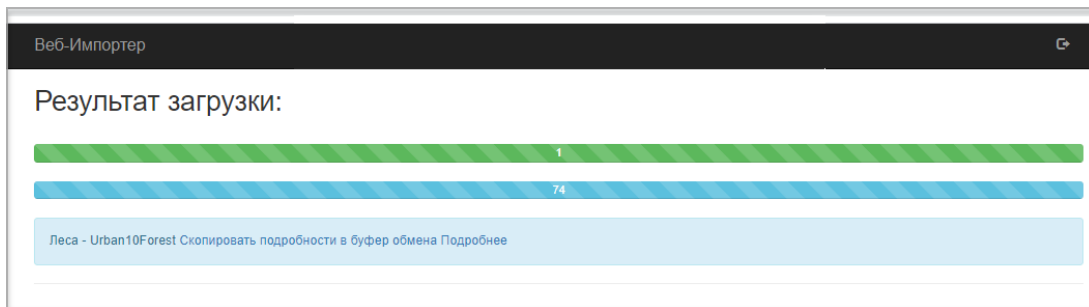 Веб-Импортер
Результат загрузки:
1
74
Леса - Urban10Forest Скопировать подробности в буфер обмена Подробнее